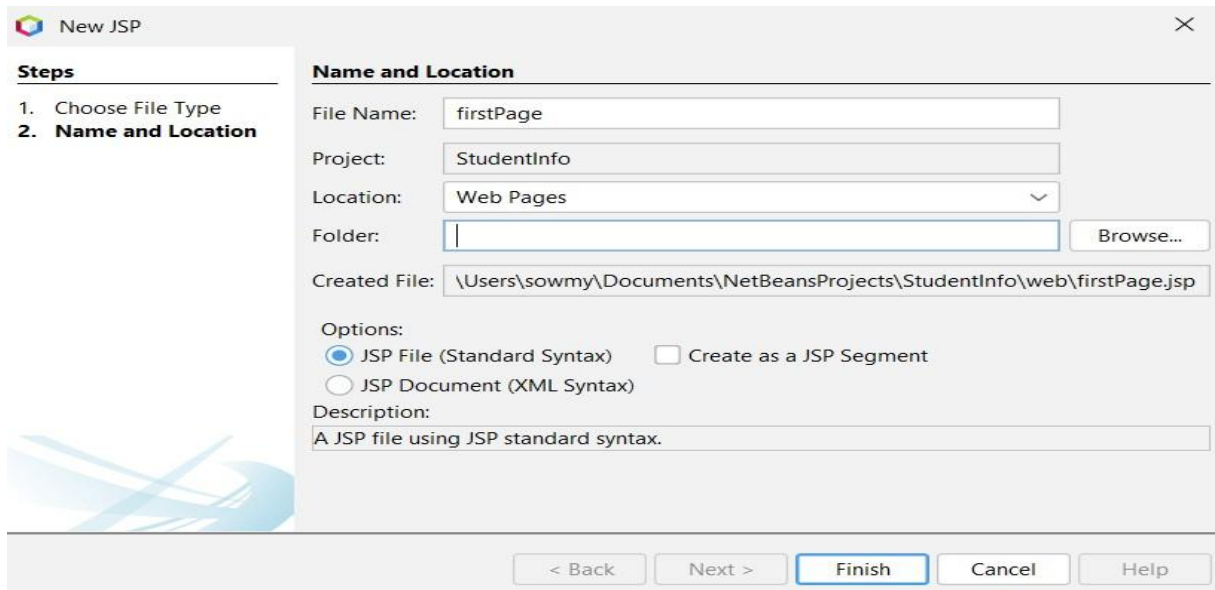 New JSP
Steps
1. Choose File Type
2. Name and Location
Name and Location
File Name: firstPage
Project: StudentInfo
Location: Web Pages
Folder: Browse...
Created File: \Users\sowmy\Documents\NetBeansProjects\StudentInfo\web\firstPage.jsp
Options:
JSP File (Standard Syntax) Create as a JSP Segment
JSP Document (XML Syntax)
Description:
A JSP file using JSP standard syntax.
< Back Next > Finish Cancel Help